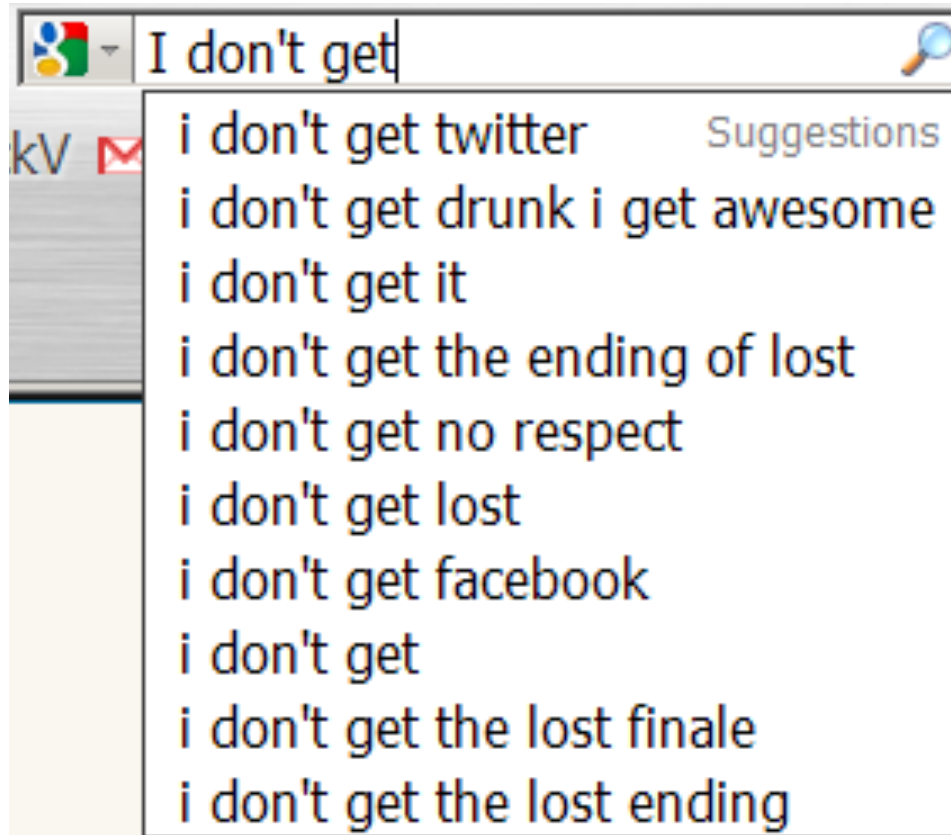 I don't get
kV
i don't get twitter Suggestions
i don't get drunk i get awesome
i don't get it
i don't get the ending of lost
i don't get no respect
i don't get lost
i don't get facebook
i don't get
i don't get the lost finale
i don't get the lost ending